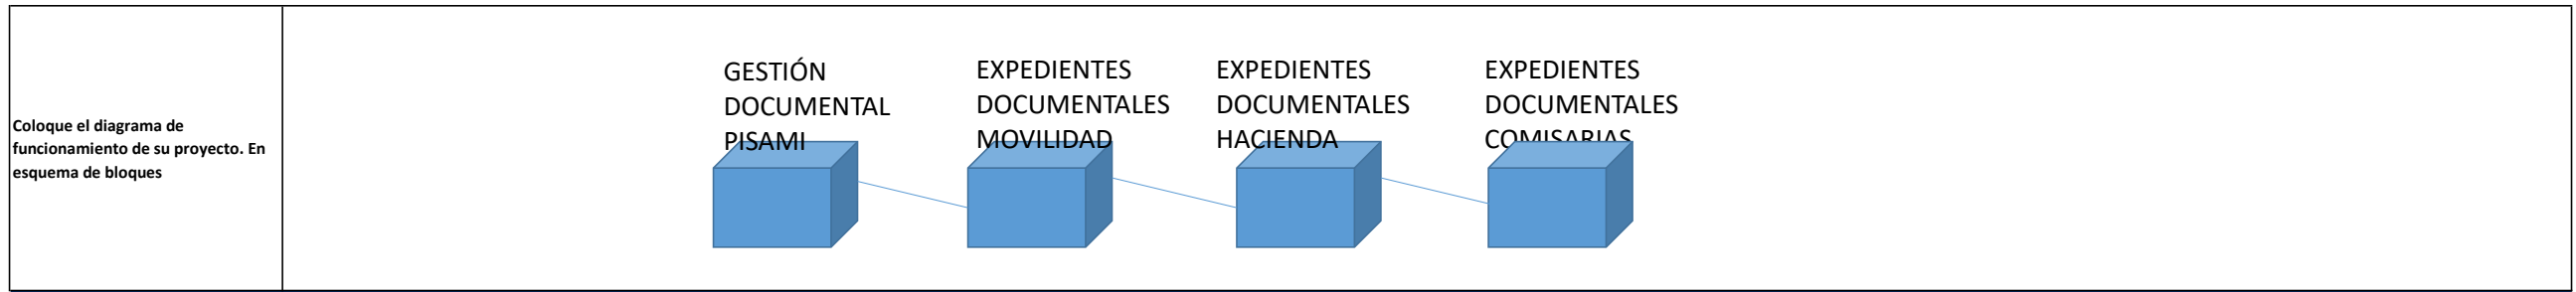 Coloque el diagrama de
funcionamiento de su proyecto. En
esquema de bloques
GESTIÓN
DOCUMENTAL
PISAMI
EXPEDIENTES
DOCUMENTALES
MOVILIDAD
EXPEDIENTES
DOCUMENTALES
HACIENDA
EXPEDIENTES
DOCUMENTALES
COMISARIAS